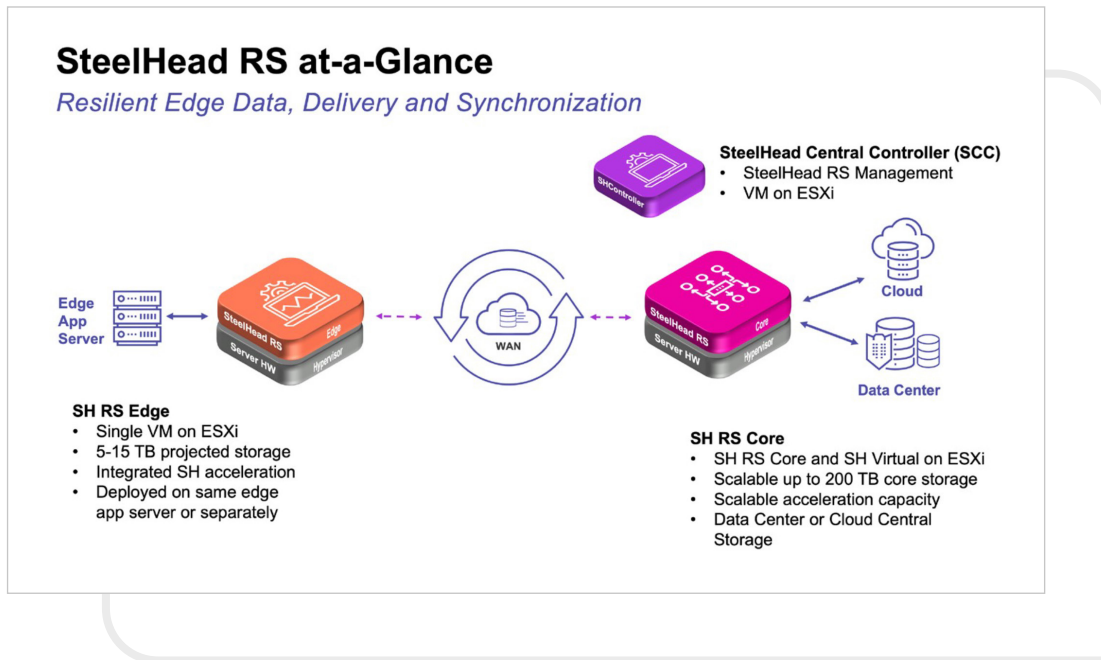 SteelHead RS at-a-Glance
Resilient Edge Data, Delivery and Synchronization
SHController
SteelHead Central Controller (SCC)
• SteelHead RS Management
• VM on ESXi
Edge
App
Server
SteelHead RS
Edge
Server HW
Hypervisor
WAN
SteelHead RS
Core
Server HW
Hypervisor
Cloud
Data Center
SH RS Edge
• Single VM on ESXi
• 5-15 TB projected storage
• Integrated SH acceleration
• Deployed on same edge
app server or separately
SH RS Core
• SH RS Core and SH Virtual on ESXi
• Scalable up to 200 TB core storage
• Scalable acceleration capacity
• Data Center or Cloud Central
Storage